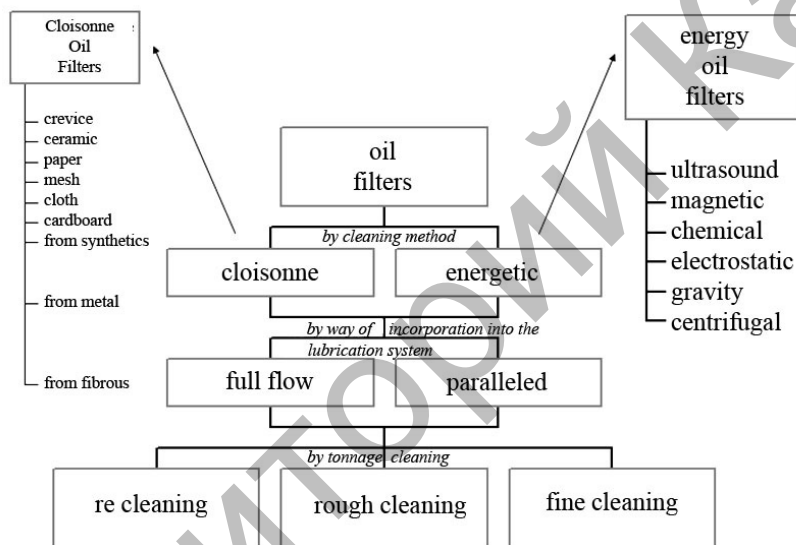 Cloisonne
Oil
Filters
crevice
ceramic
paper
mesh
cloth
cardboard
from synthetics
from metal
from fibrous
energy
oil
filters
ultrasound
magnetic
chemical
electrostatic
gravity
centrifugal
oil
filters
by cleaning method
cloisonne
energetic
by way of incorporation into the
lubrication system
full flow
paralleled
by tonnage cleaning
re cleaning
rough cleaning
fine cleaning